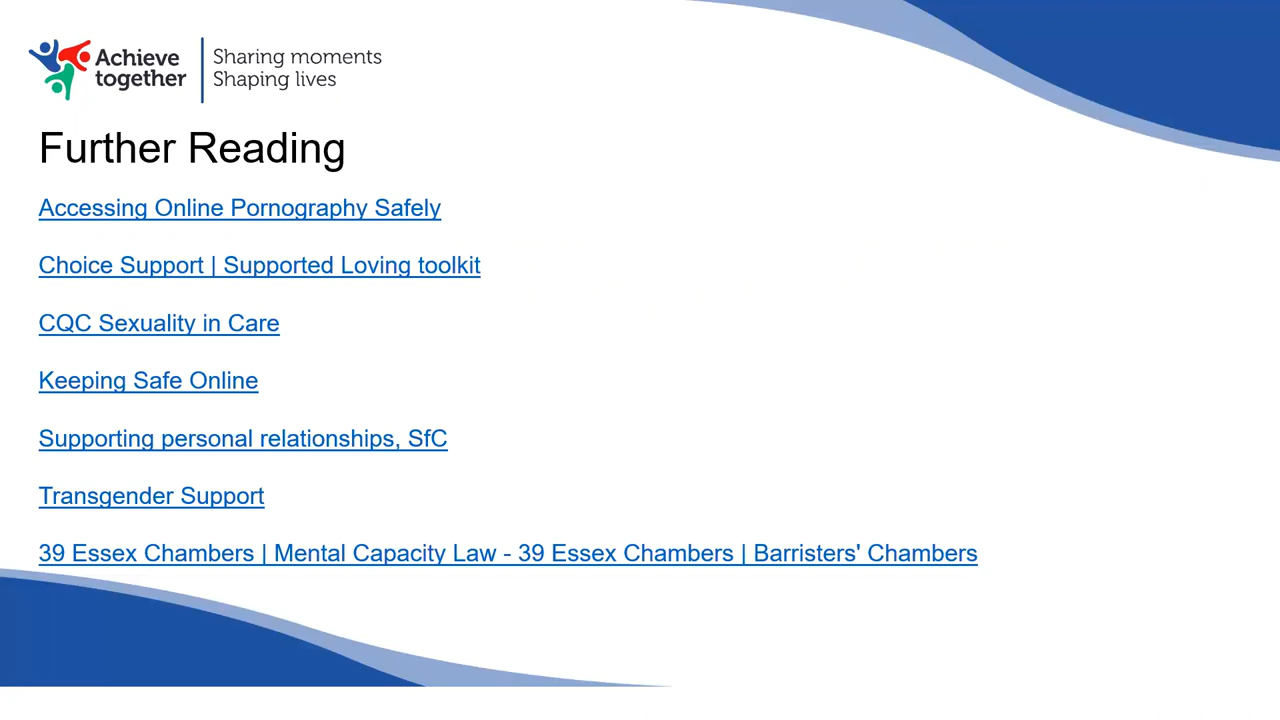 Achieve together
Sharing moments
Shaping lives
Further Reading
Accessing Online Pornography Safely
Choice Support | Supported Loving toolkit
CQC Sexuality in Care
Keeping Safe Online
Supporting personal relationships, SfC
Transgender Support
39 Essex Chambers | Mental Capacity Law - 39 Essex Chambers | Barristers' Chambers